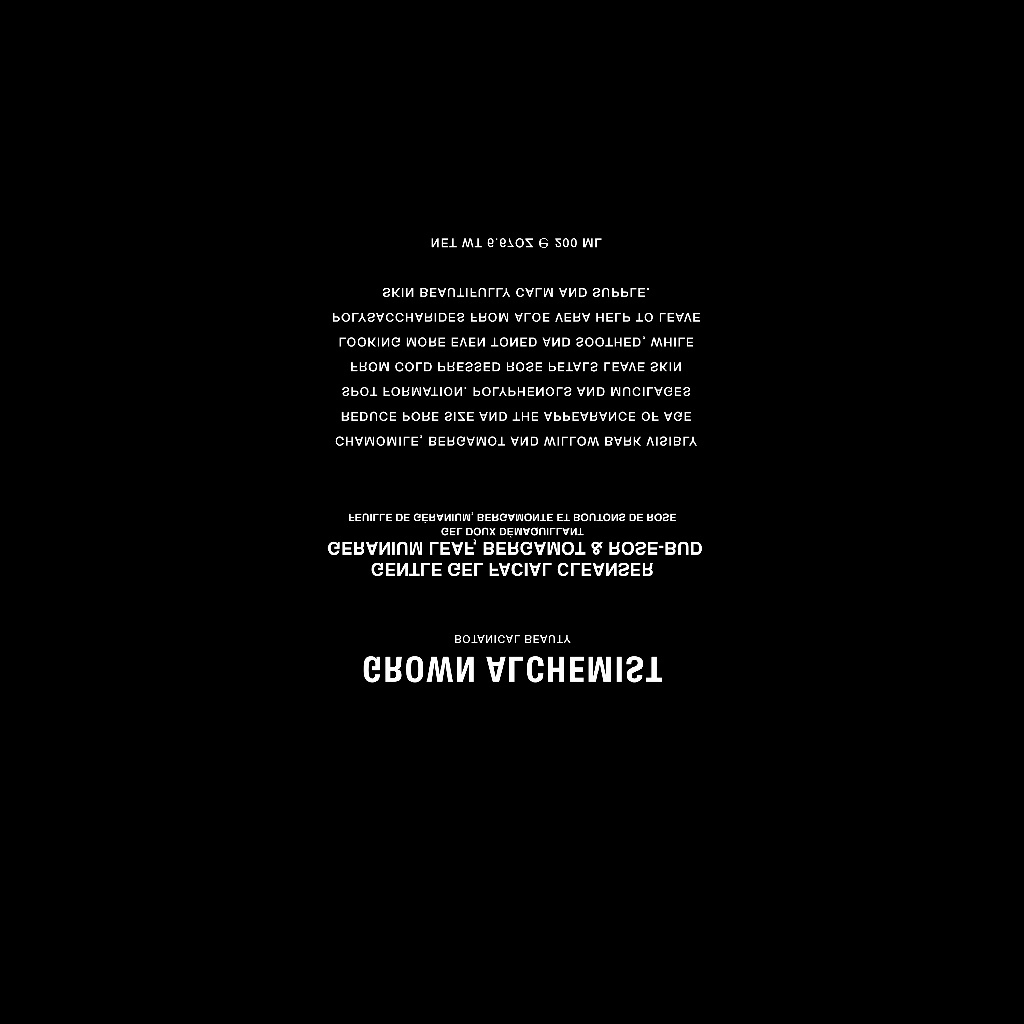 GROWN ALCHEMIST
BOTANICAL BEAUTY
GENTLE GEL FACIAL CLEANSER
GERANIUM LEAF, BERGAMOT & ROSE-BUD
GEL DOUX DÉMAQUILLANT
FEUILLE DE GÉRANIUM, BERGAMONTE ET BOUTONS DE ROSE
CHAMOMILE, BERGAMOT AND WILLOW BARK VISIBLY
REDUCE PORE SIZE AND THE APPEARANCE OF AGE
SPOT FORMATION. POLYPHENOLS AND MUCILAGES
FROM COLD PRESSED ROSE PETALS LEAVE SKIN
LOOKING MORE EVEN TONED AND SOOTHED, WHILE
POLYSACCHARIDES FROM ALOE VERA HELP TO LEAVE
SKIN BEAUTIFULLY CALM AND SUPPLE.
NET WT 6.67OZ ℮ 200 ML